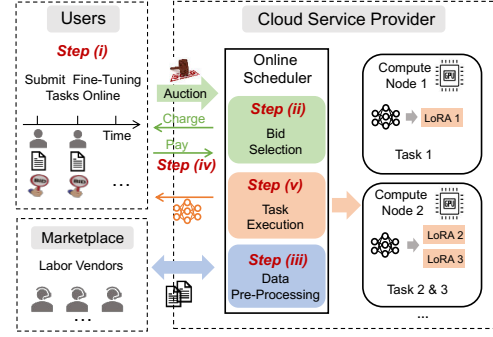 Users
Step (i)
Submit Fine-Tuning
Tasks Online
Time
...
Marketplace
Labor Vendors
...
Cloud Service Provider
Auction
Charge
Pay
Step (iv)
Online
Scheduler
Step (ii)
Bid
Selection
Step (v)
Task
Execution
Step (iii)
Data
Pre-Processing
Compute
Node 1
GPU
LoRA 1
Task 1
Compute
Node 2
GPU
LoRA 2
LoRA 3
Task 2 & 3
...